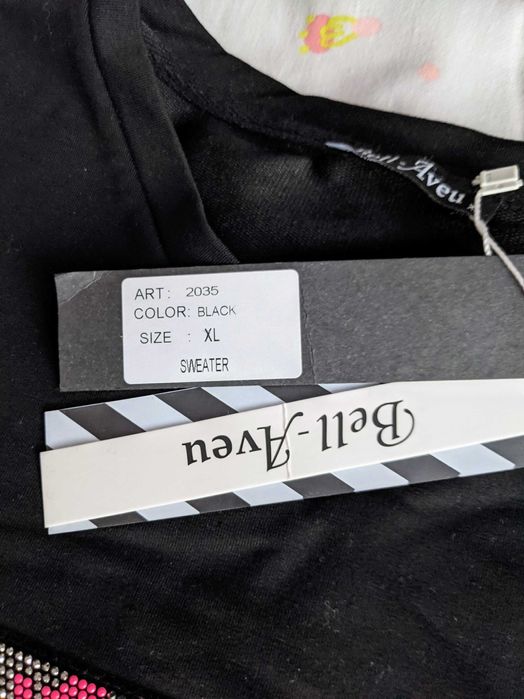 Bell Aveu
ART: 2035
COLOR: BLACK
SIZE : XL
SWEATER
Bell-Aveu